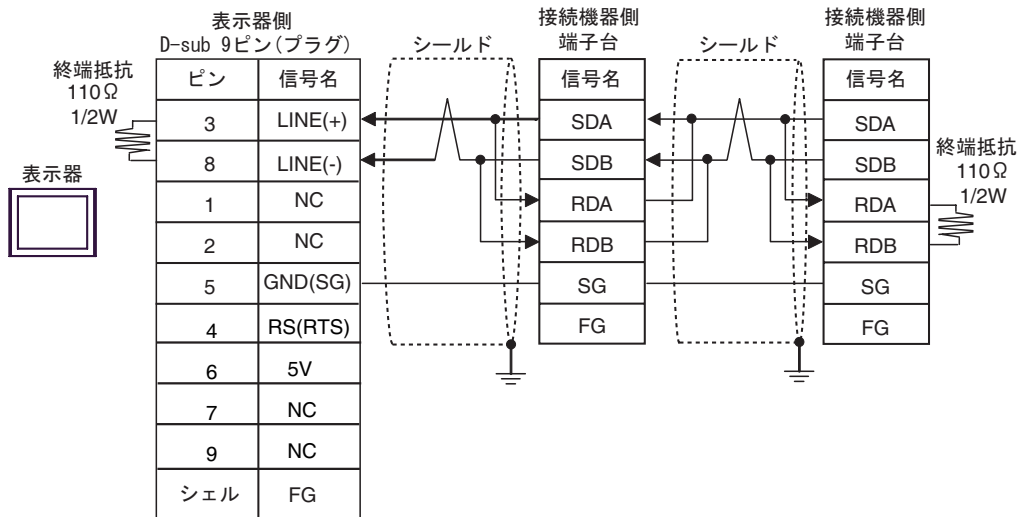 表示器側
D-sub 9ピン(プラグ)
シールド
接続機器側
端子台
シールド
接続機器側
端子台
終端抵抗
110Ω
1/2W
表示器
ピン 信号名
3 LINE(+)
8 LINE(-)
1 NC
2 NC
5 GND(SG)
4 RS(RTS)
6 5V
7 NC
9 NC
シェル FG
信号名
SDA
SDB
RDA
RDB
SG
FG
信号名
SDA
SDB
RDA
RDB
SG
FG
終端抵抗
110Ω
1/2W